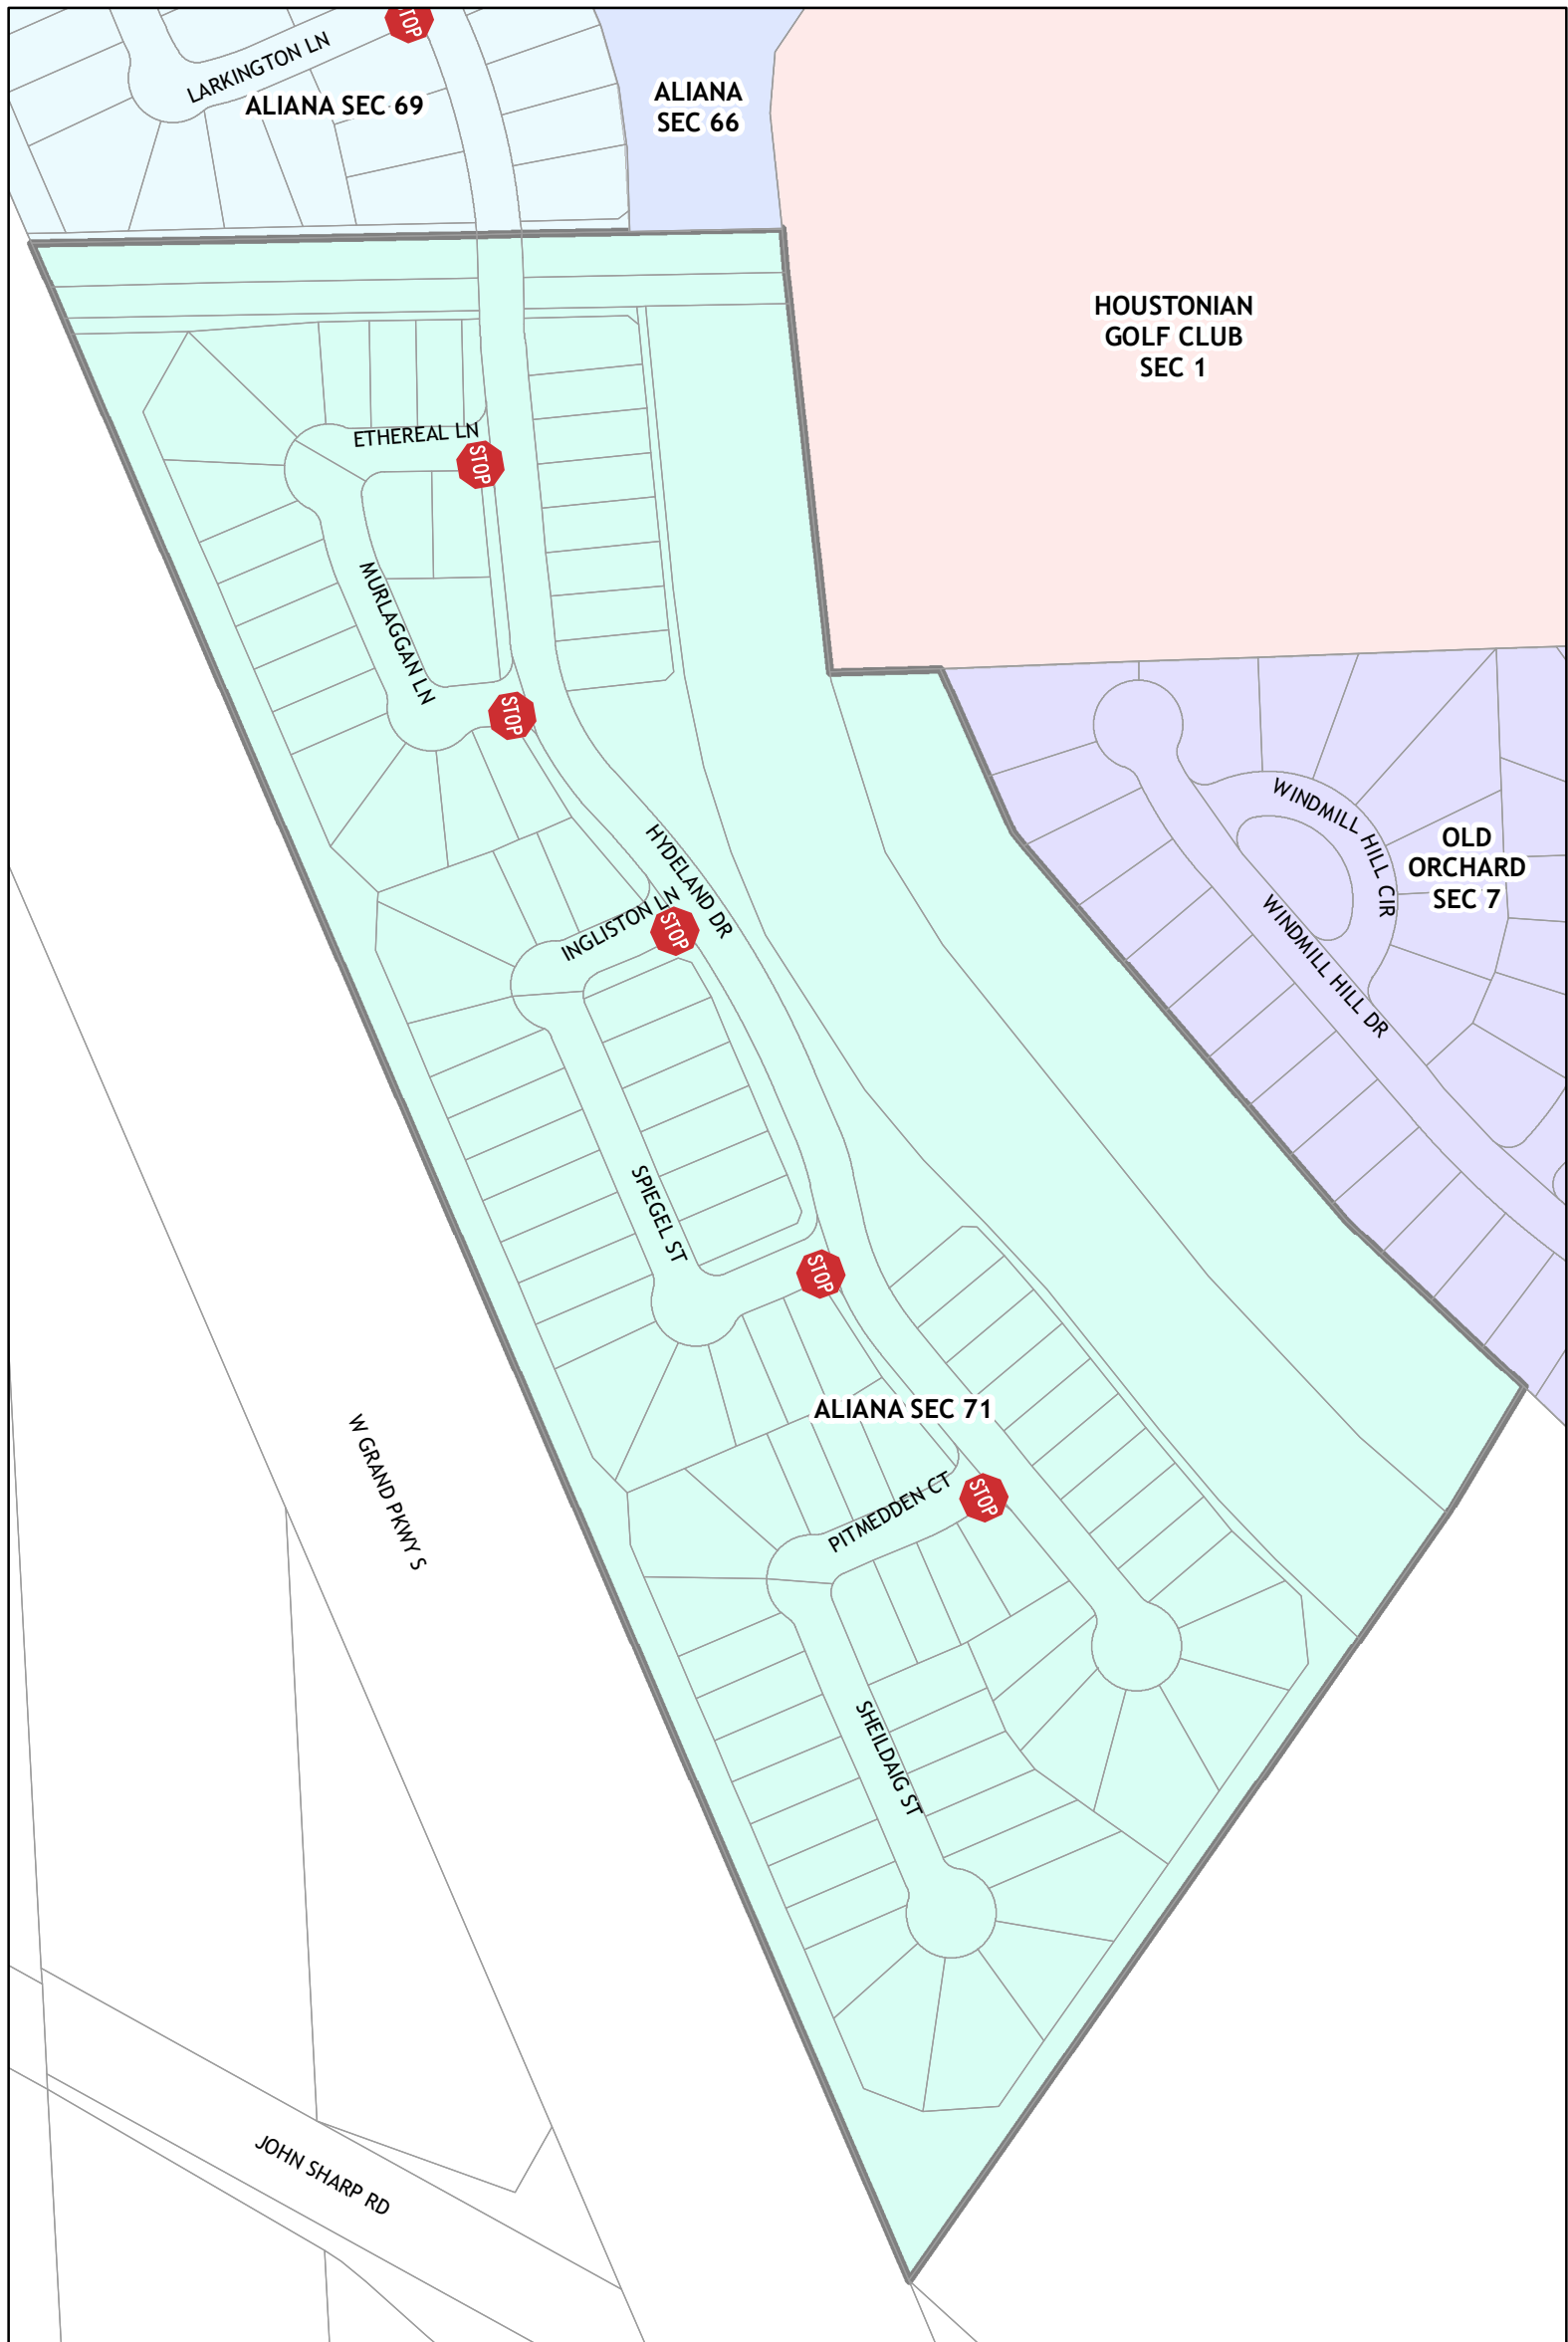 STOP
LARKINGTON LN
ALIANA SEC 69
ALIANA
SEC 66
HOUSTONIAN
GOLF CLUB
SEC 1
ETHEREAL LN
STOP
MURLAGGAN LN
STOP
WINDMILL HILL CIR
OLD
ORCHARD
SEC 7
HYDELAND DR
INGLISTON LN
STOP
WINDMILL HILL DR
SPIEGEL ST
STOP
ALIANA SEC 71
W GRAND PKWY S
PITMEDDEN CT
STOP
SHEILDAIG ST
JOHN SHARP RD